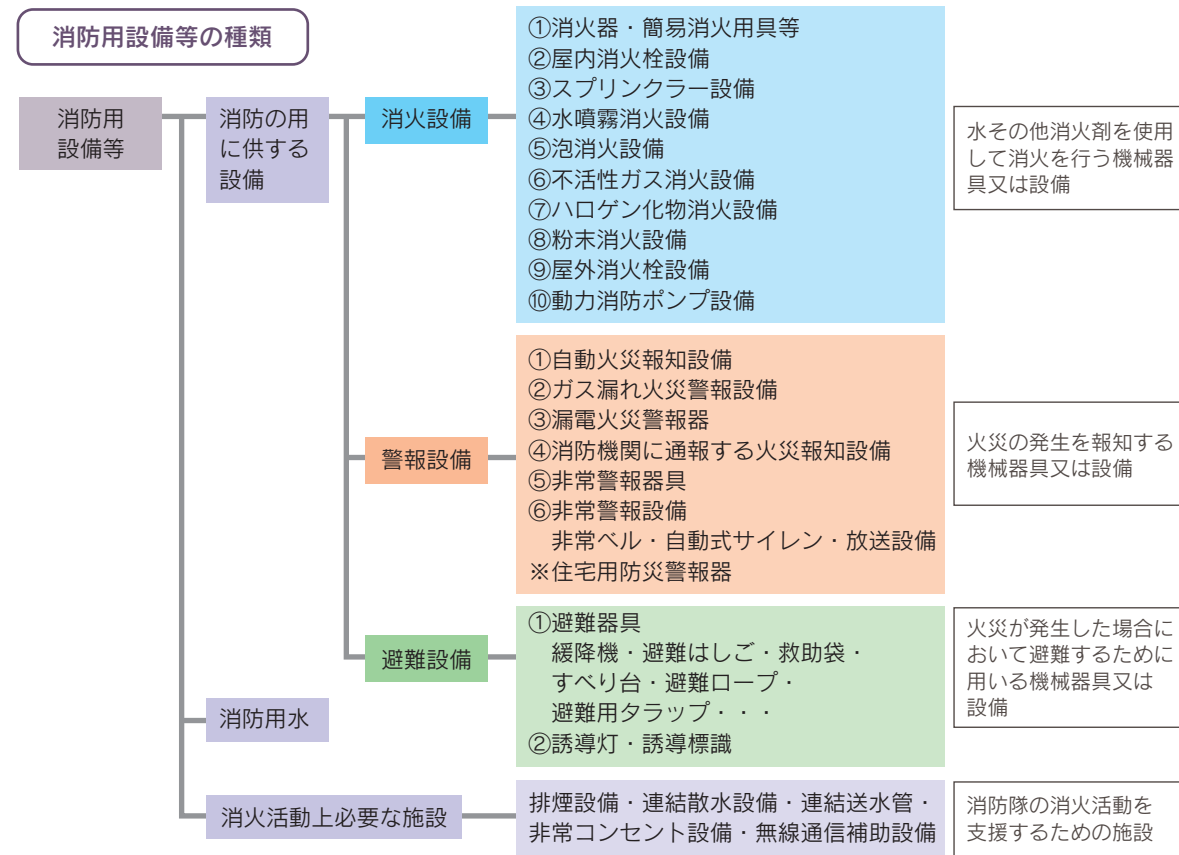 消防用設備等の種類
消防用
設備等
消防の用
に供する
設備
消火設備
①消火器・簡易消火用具等
②屋内消火栓設備
③スプリンクラー設備
④水噴霧消火設備
⑤泡消火設備
⑥不活性ガス消火設備
⑦ハロゲン化物消火設備
⑧粉末消火設備
⑨屋外消火栓設備
⑩動力消防ポンプ設備
水その他消火剤を使用
して消火を行う機械器
具又は設備
警報設備
①自動火災報知設備
②ガス漏れ火災警報設備
③漏電火災警報器
④消防機関に通報する火災報知設備
⑤非常警報器具
⑥非常警報設備
非常ベル・自動式サイレン・放送設備
※住宅用防災警報器
火災の発生を報知する
機械器具又は設備
避難設備
①避難器具
緩降機・避難はしご・救助袋・
すべり台・避難ロープ・
避難用タラップ・・・
②誘導灯・誘導標識
火災が発生した場合に
おいて避難するために
用いる機械器具又は
設備
消防用水
消火活動上必要な施設
排煙設備・連結散水設備・連結送水管・
非常コンセント設備・無線通信補助設備
消防隊の消火活動を
支援するための施設